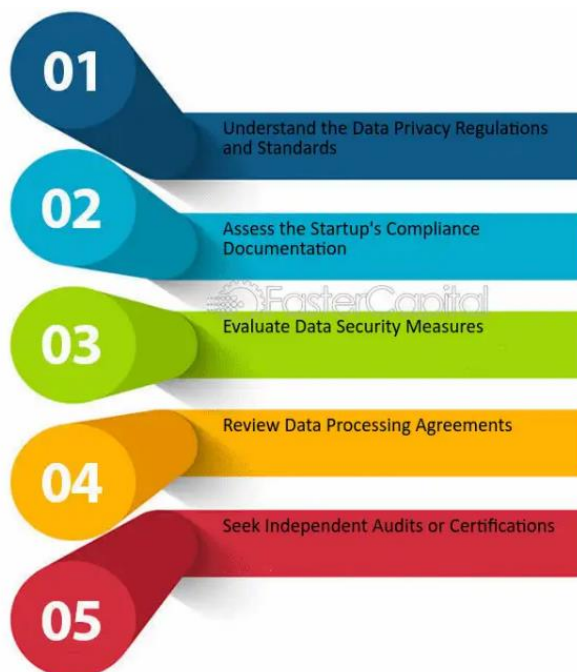 01
Understand the Data Privacy Regulations
and Standards
02
Assess the Startup's Compliance
Documentation
FasterCapital
03
Evaluate Data Security Measures
Review Data Processing Agreements
04
Seek Independent Audits or Certifications
05